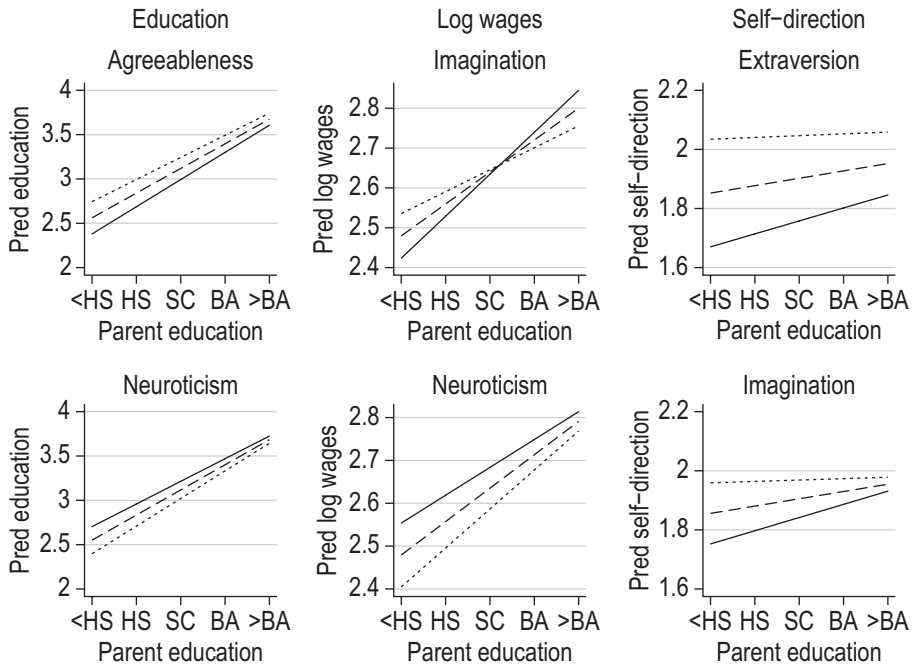 Education
Log wages
Self−direction
Agreeableness
Imagination
Extraversion
Pred education
4
3.5
3
2.5
2
<HS HS SC BA >BA
Parent education
Pred log wages
2.8
2.7
2.6
2.5
2.4
<HS HS SC BA >BA
Parent education
Pred self−direction
2.2
2
1.8
1.6
<HS HS SC BA >BA
Parent education
Neuroticism
Neuroticism
Imagination
Pred education
4
3.5
3
2.5
2
<HS HS SC BA >BA
Parent education
Pred log wages
2.8
2.7
2.6
2.5
2.4
<HS HS SC BA >BA
Parent education
Pred self−direction
2.2
2
1.8
1.6
<HS HS SC BA >BA
Parent education